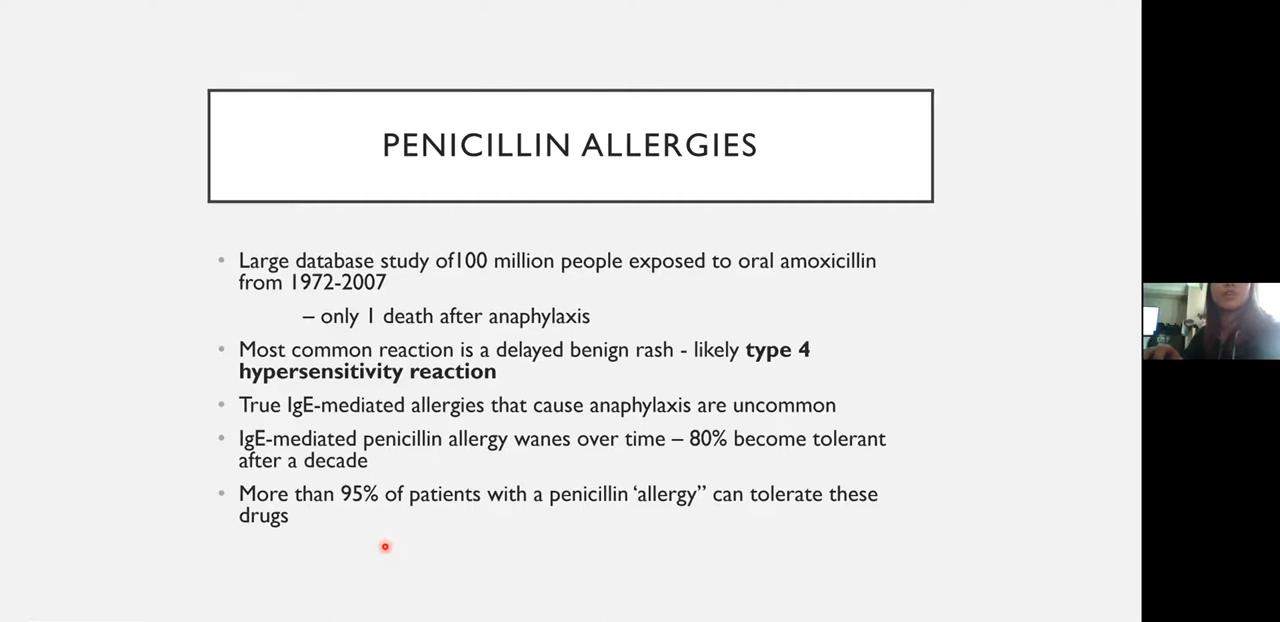 PENICILLIN ALLERGIES
• Large database study of100 million people exposed to oral amoxicillin
from 1972-2007
– only 1 death after anaphylaxis
• Most common reaction is a delayed benign rash - likely type 4
hypersensitivity reaction
• True IgE-mediated allergies that cause anaphylaxis are uncommon
• IgE-mediated penicillin allergy wanes over time – 80% become tolerant
after a decade
• More than 95% of patients with a penicillin ‘allergy” can tolerate these
drugs